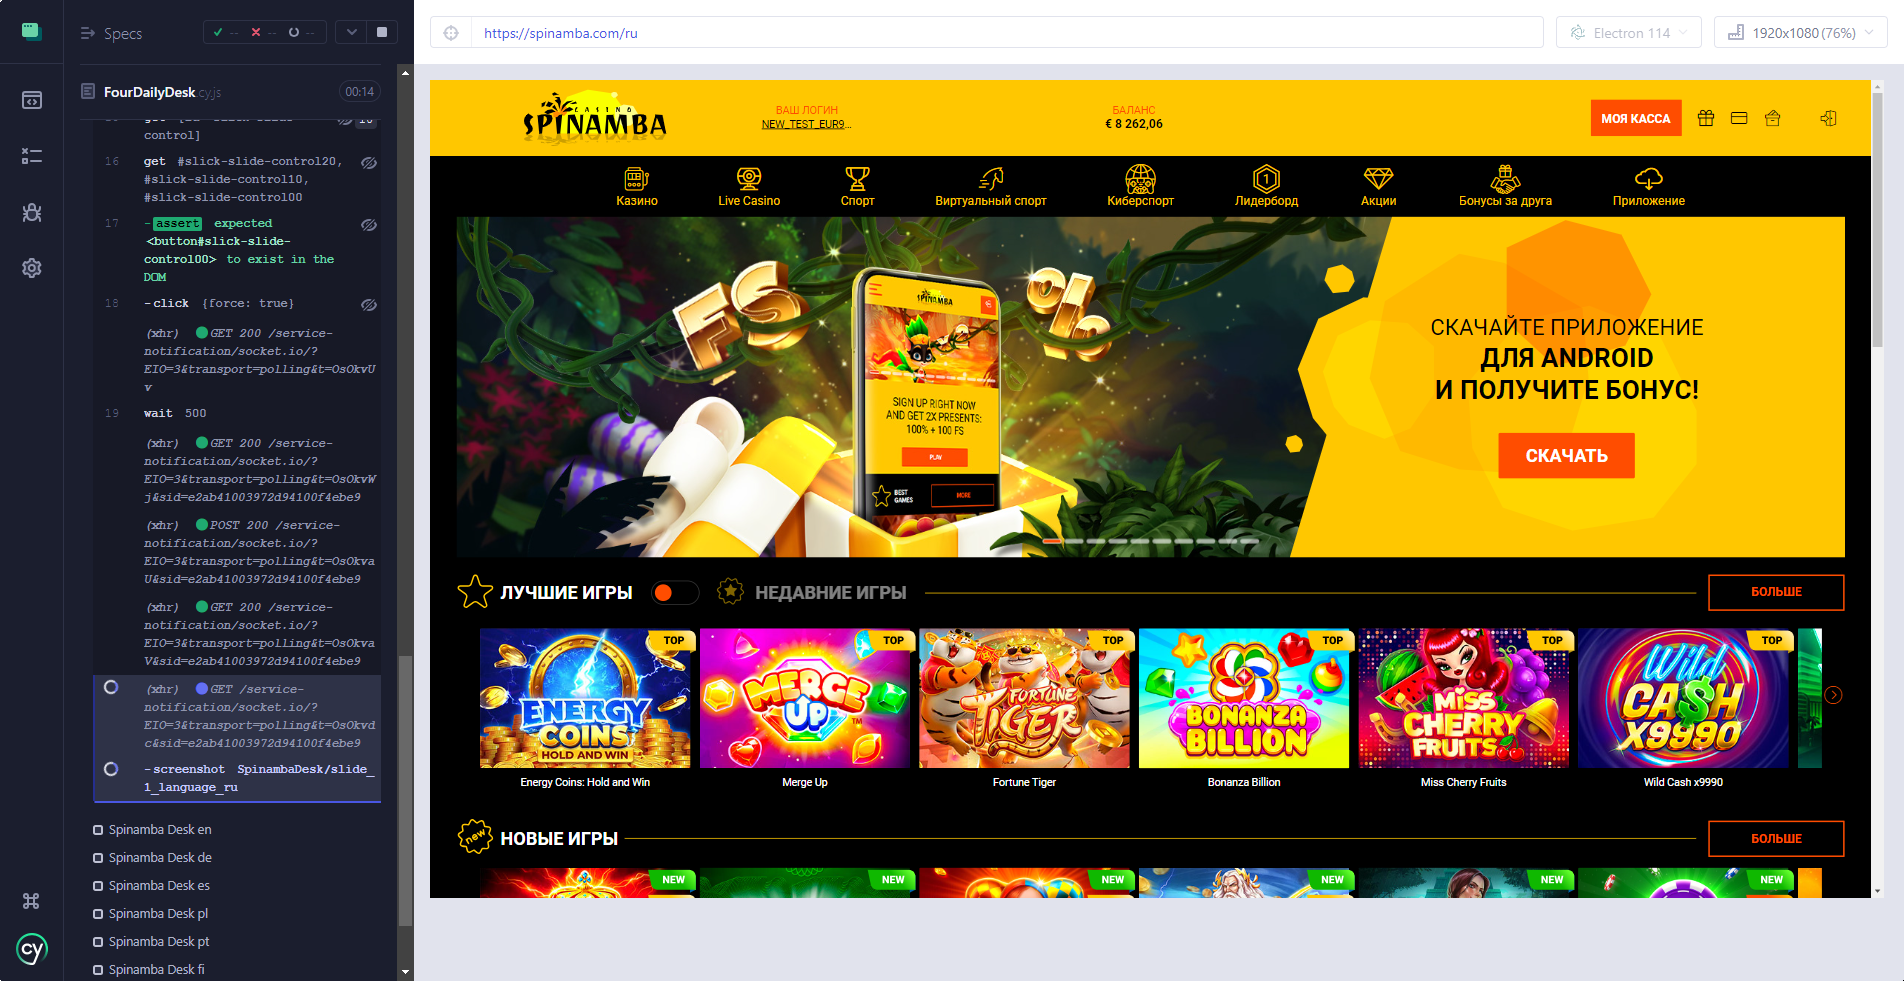 Specs
--
--
--
FourDailyDesk.cy.js
00:14
control]
16 get #slick-slide-control20,
#slick-slide-control10,
#slick-slide-control00
17 -assert expected
<button#slick-slide-
control00> to exist in the
DOM
18 -click {force: true}
(xhr) GET 200 /service-
notification/socket.io/?
EIO=3&transport=polling&t=OsOkvU
v
19 wait 500
(xhr) GET 200 /service-
notification/socket.io/?
EIO=3&transport=polling&t=OsOkvW
j&sid=e2ab41003972d94100f4ebe9
(xhr) POST 200 /service-
notification/socket.io/?
EIO=3&transport=polling&t=OsOkva
U&sid=e2ab41003972d94100f4ebe9
(xhr) GET 200 /service-
notification/socket.io/?
EIO=3&transport=polling&t=OsOkva
V&sid=e2ab41003972d94100f4ebe9
(xhr) GET /service-
notification/socket.io/?
EIO=3&transport=polling&t=OsOkvd
c&sid=e2ab41003972d94100f4ebe9
-screenshot SpinambaDesk/slide_
1_language_ru
Spinamba Desk en
Spinamba Desk de
Spinamba Desk es
Spinamba Desk pl
Spinamba Desk pt
Spinamba Desk fi
cy
https://spinamba.com/ru
Electron 114
1920x1080 (76%)
CASINO
SPINAMBA
ВАШ ЛОГИН
NEW_TEST_EUR9...
БАЛАНС
€ 8 262,06
МОЯ КАССА
Казино
Live Casino
Спорт
Виртуальный спорт
Киберспорт
1
Лидерборд
Акции
Бонусы за друга
Приложение
FS
%
SPINAMBA
SIGN UP RIGHT NOW
AND GET 2X PRESENTS:
100% + 100 FS
PLAY
BEST
GAMES
MORE
СКАЧАЙТЕ ПРИЛОЖЕНИЕ
ДЛЯ ANDROID
И ПОЛУЧИТЕ БОНУС!
СКАЧАТЬ
ЛУЧШИЕ ИГРЫ
НЕДАВНИЕ ИГРЫ
БОЛЬШЕ
TOP
ENERGY
COINS
HOLD AND WIN
Energy Coins: Hold and Win
TOP
MERGE
UP
TM
Merge Up
TOP
FORTUNE
TIGER
Fortune Tiger
TOP
BONANZA
BILLION
Bonanza Billion
TOP
MISS
CHERRY
FRUITS
Miss Cherry Fruits
TOP
Wild
CA$H
X9990
Wild Cash x9990
new
НОВЫЕ ИГРЫ
БОЛЬШЕ
NEW
NEW
NEW
NEW
NEW
NEW